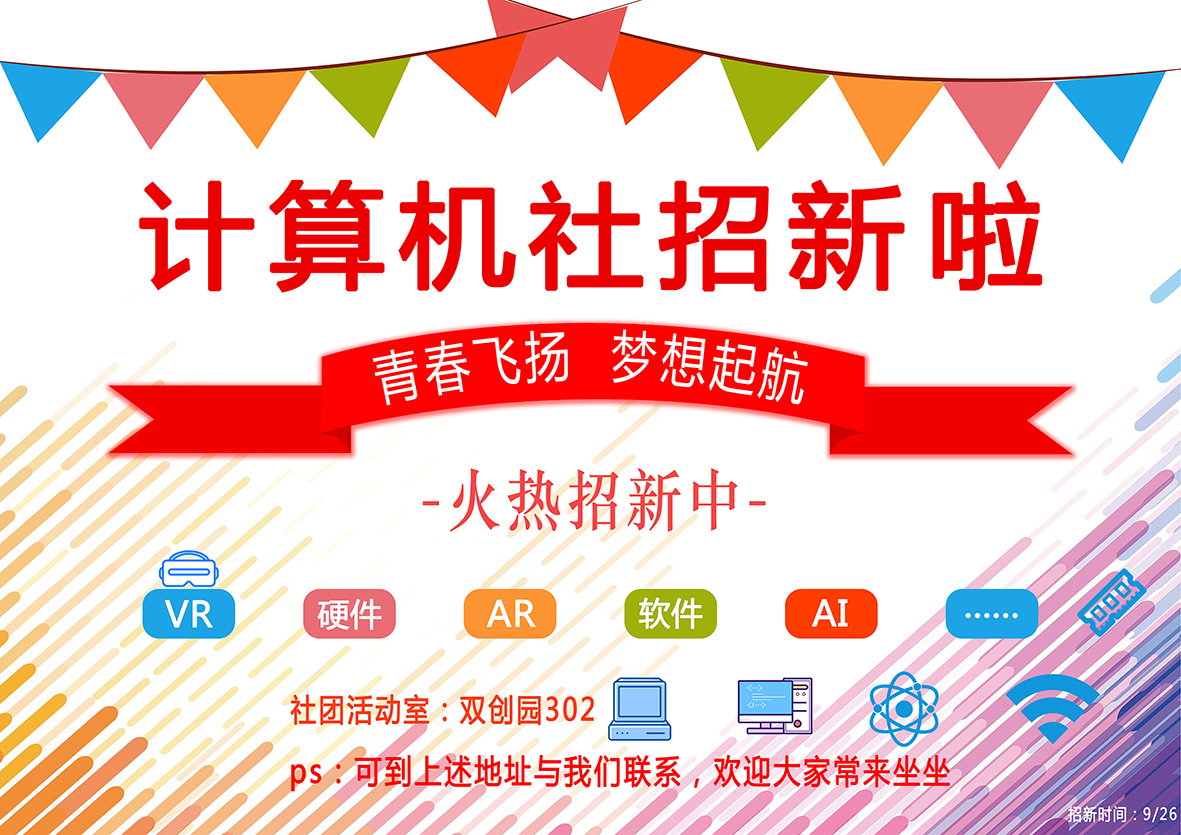 计算机社招新啦
青春飞扬 梦想起航
-火热招新中-
VR 硬件 AR 软件 AI ······
社团活动室：双创园302
ps：可到上述地址与我们联系，欢迎大家常来坐坐
招新时间：9/26